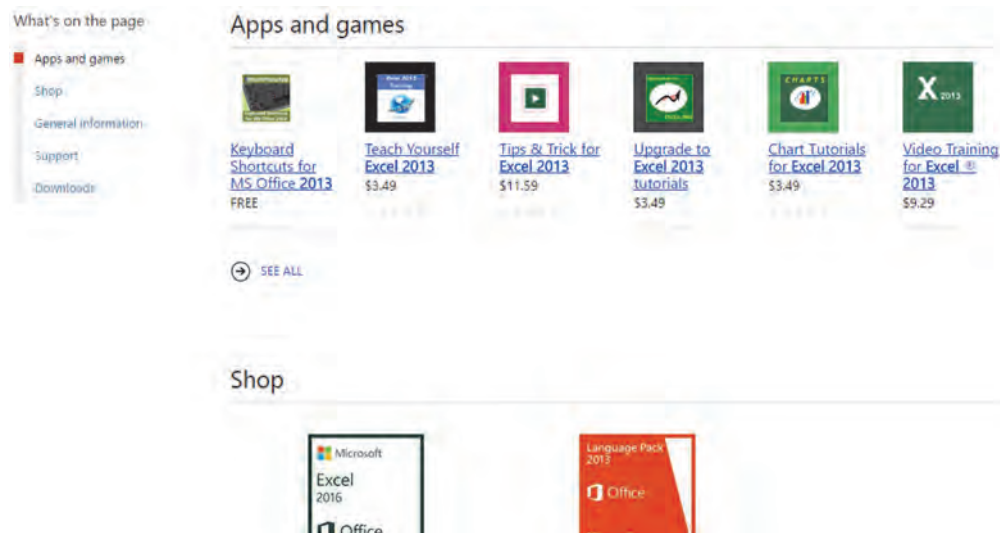 What's on the page
Apps and games
Shop
General information
Support
Downloads
Apps and games
Keyboard
Shortcuts for
MS Office 2013
FREE
Teach Yourself
Excel 2013
$3.49
Tips & Trick for
Excel 2013
$11.59
Upgrade to
Excel 2013
tutorials
$3.49
CHARTS
Chart Tutorials
for Excel 2013
$3.49
X 2013
Video Training
for Excel ®
2013
$9.29
SEE ALL
Shop
Microsoft
Excel
2016
Office
Language Pack
2013
Office